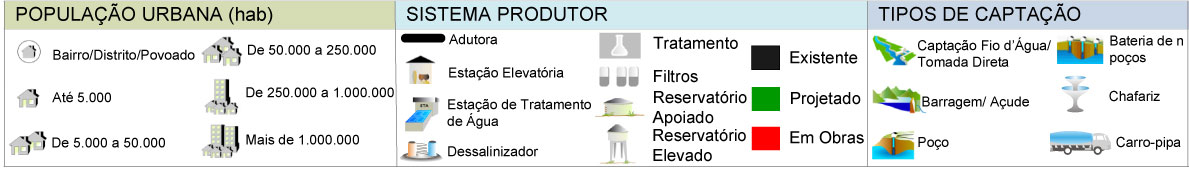 POPULAÇÃO URBANA (hab)
Bairro/Distrito/Povoado
Até 5.000
De 5.000 a 50.000
De 50.000 a 250.000
De 250.000 a 1.000.000
Mais de 1.000.000
SISTEMA PRODUTOR
Adutora
Estação Elevatória
ETA
Estação de Tratamento
de Água
Dessalinizador
Tratamento
Filtros
Reservatório
Apoiado
Reservatório
Elevado
Existente
Projetado
Em Obras
TIPOS DE CAPTAÇÃO
Captação Fio d'Água/
Tomada Direta
Barragem/ Açude
Poço
Bateria de n
poços
Chafariz
Carro-pipa